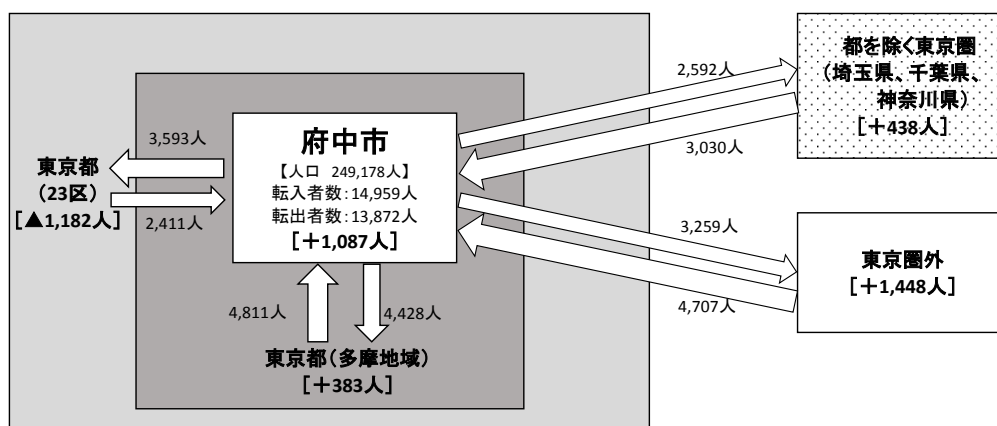 都を除く東京圏
(埼玉県、千葉県、
神奈川県)
[+438人]
2,592人
3,030人
府中市
【人口 249,178人】
転入者数:14,959人
転出者数:13,872人
[+1,087人]
3,593人
東京都
(23区)
[▲1,182人]
2,411人
3,259人
東京圏外
[+1,448人]
4,707人
4,811人
4,428人
東京都(多摩地域)
[+383人]